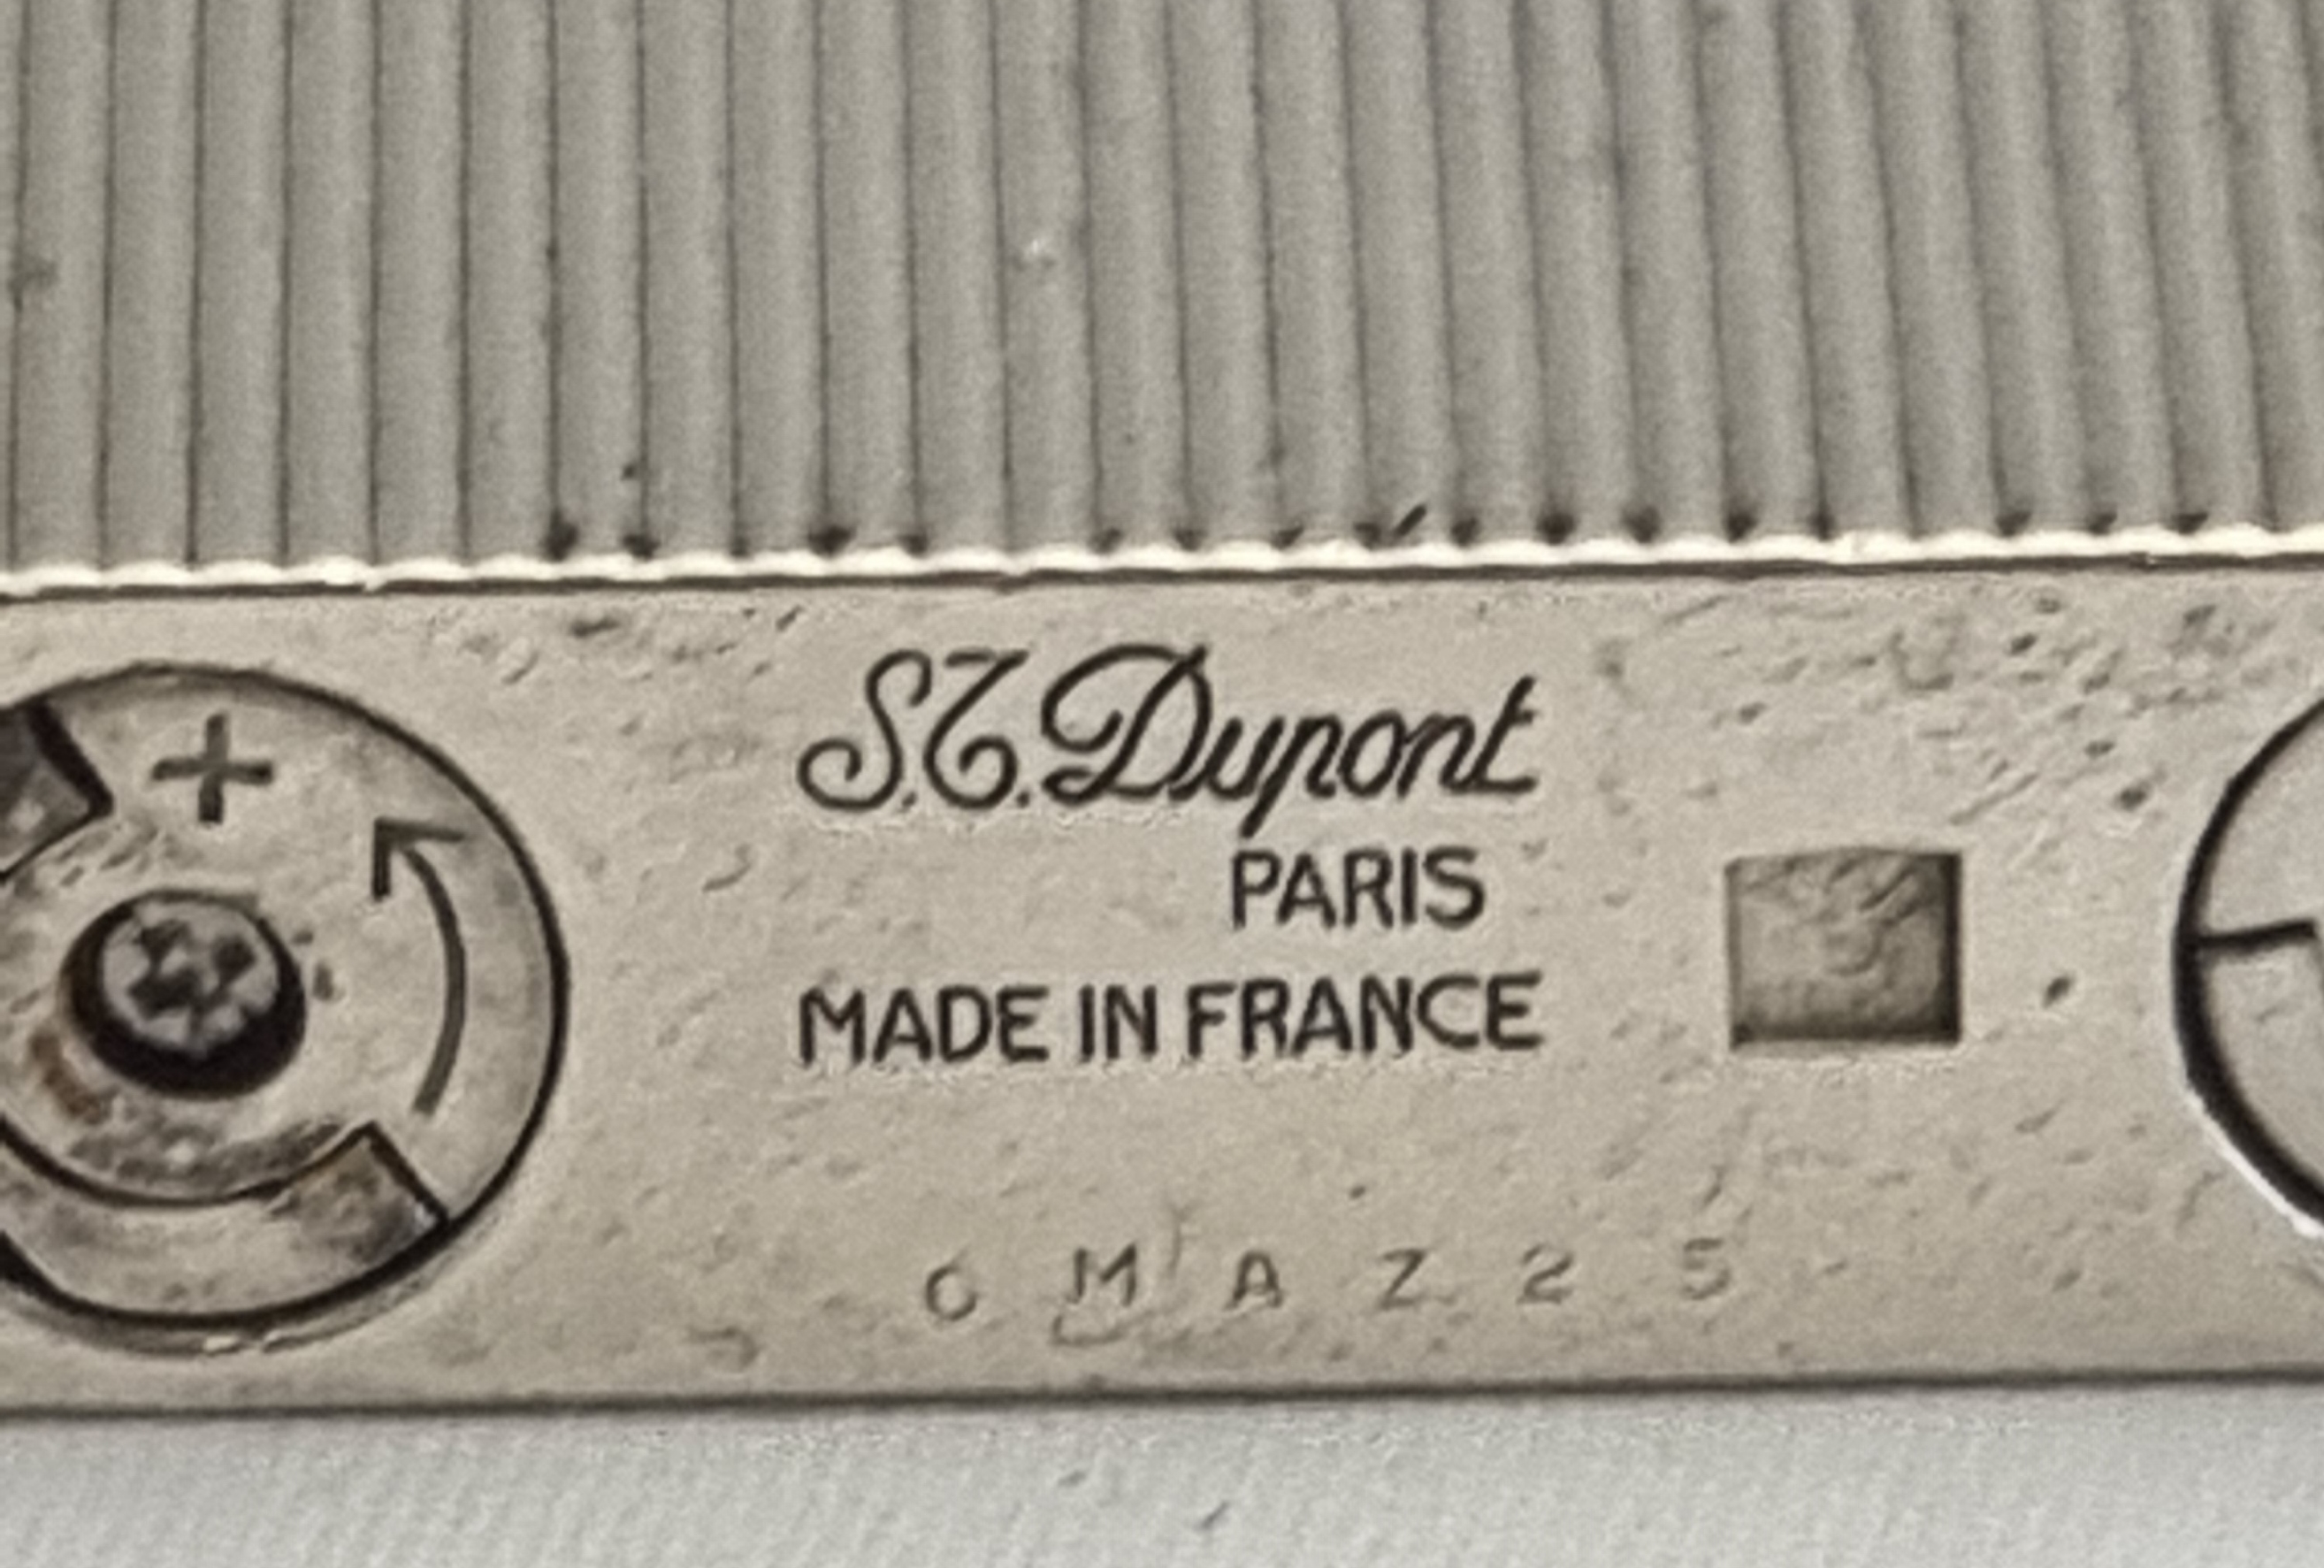 +
S.T. Dupont
PARIS
MADE IN FRANCE
6 M A Z 2 5